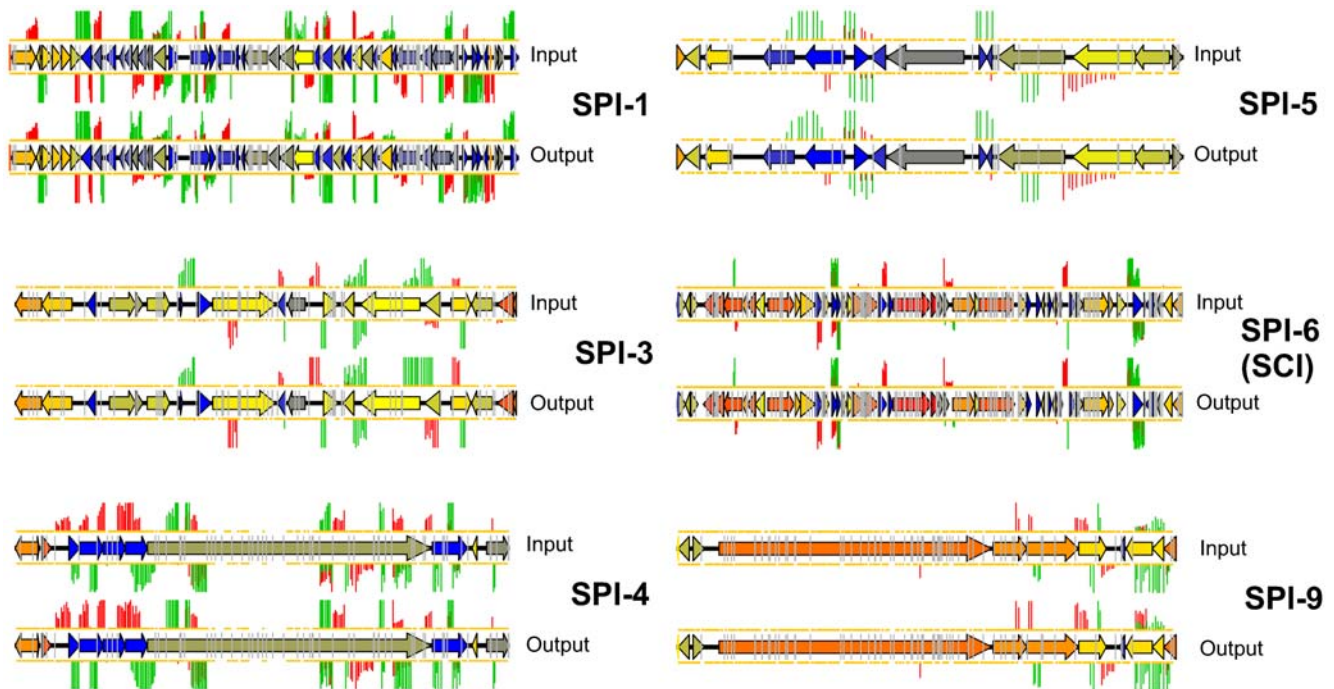 Input
SPI-1
Output
Input
SPI-5
Output
Input
SPI-3
Output
Input
SPI-6
(SCI)
Output
Input
SPI-4
Output
Input
SPI-9
Output